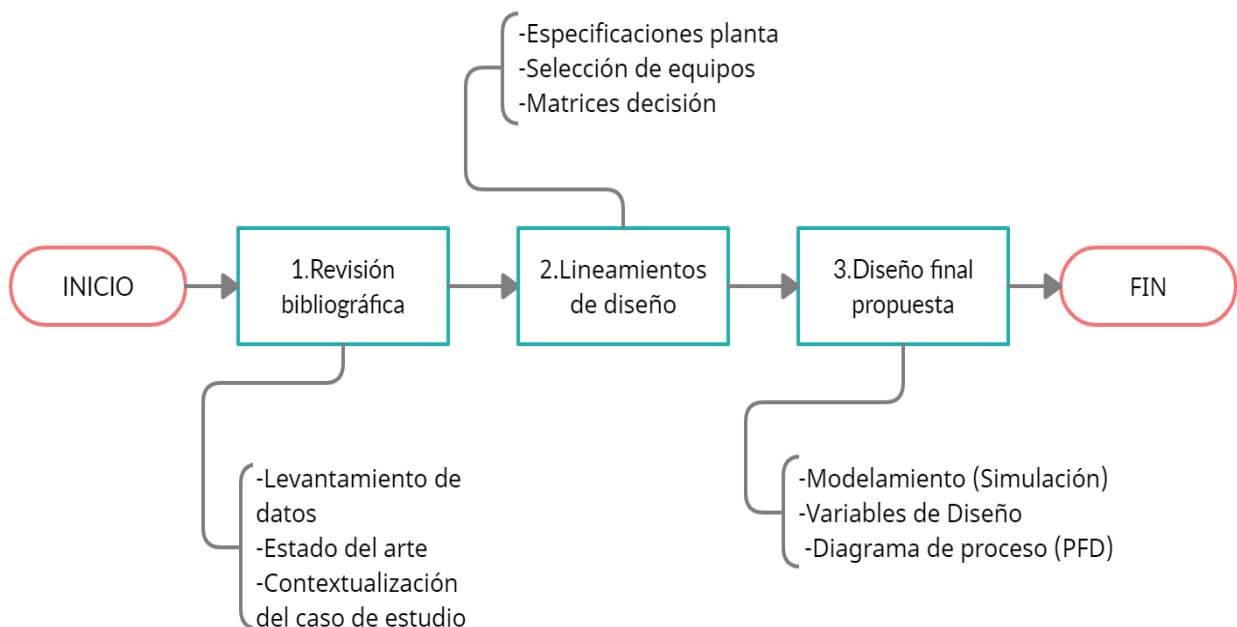 -Especificaciones planta
-Selección de equipos
-Matrices decisión
INICIO
1.Revisión
bibliográfica
2.Lineamientos
de diseño
3.Diseño final
propuesta
FIN
-Levantamiento de
datos
-Estado del arte
-Contextualización
del caso de estudio
-Modelamiento (Simulación)
-Variables de Diseño
-Diagrama de proceso (PFD)